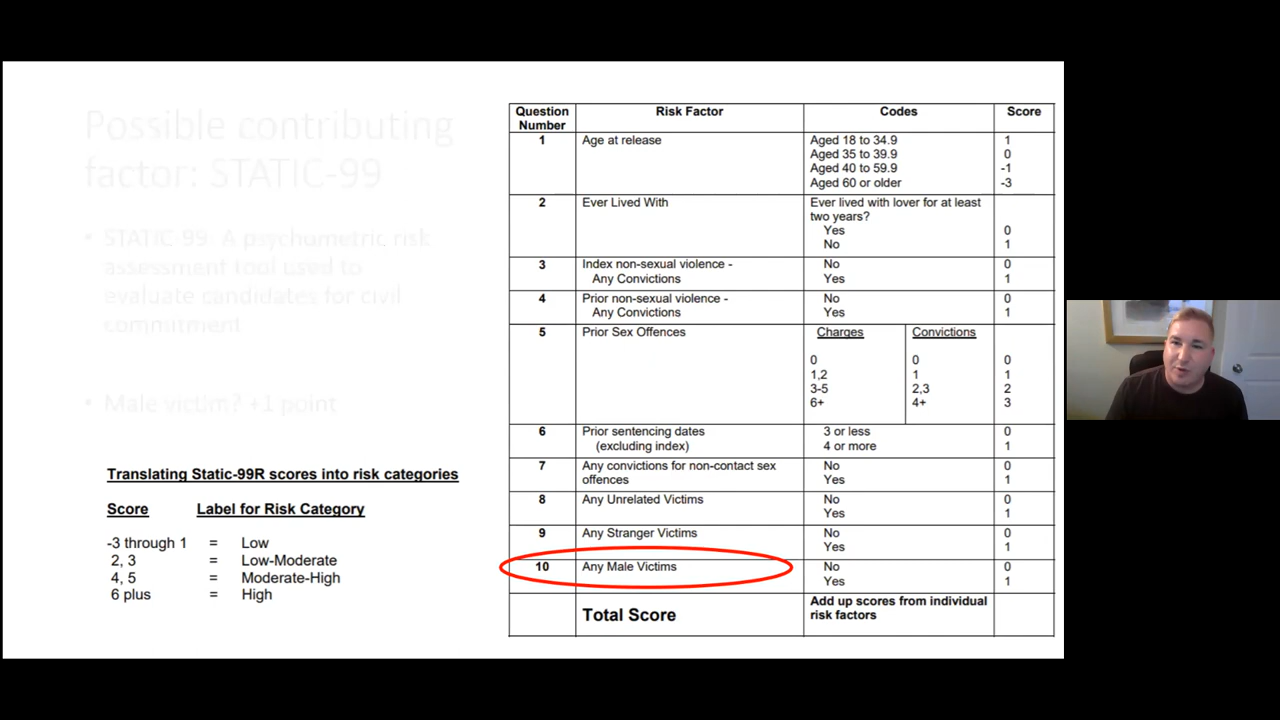 Possible contributing
factor: STATIC-99
• STATIC-99: A psychometric risk
assessment tool used to
evaluate candidates for civil
commitment
• Male victim? +1 point
Translating Static-99R scores into risk categories
Score Label for Risk Category
-3 through 1 = Low
2, 3 = Low-Moderate
4, 5 = Moderate-High
6 plus = High
Question Number Risk Factor Codes Score
1 Age at release Aged 18 to 34.9 1
Aged 35 to 39.9 0
Aged 40 to 59.9 -1
Aged 60 or older -3
2 Ever Lived With Ever lived with lover for at least
two years?
Yes 0
No 1
3 Index non-sexual violence - No 0
Any Convictions Yes 1
4 Prior non-sexual violence - No 0
Any Convictions Yes 1
5 Prior Sex Offences Charges Convictions
0 0 0
1,2 1 1
3-5 2,3 2
6+ 4+ 3
6 Prior sentencing dates 3 or less 0
(excluding index) 4 or more 1
7 Any convictions for non-contact sex No 0
offences Yes 1
8 Any Unrelated Victims No 0
Yes 1
9 Any Stranger Victims No 0
Yes 1
10 Any Male Victims No 0
Yes 1
Total Score Add up scores from individual
risk factors